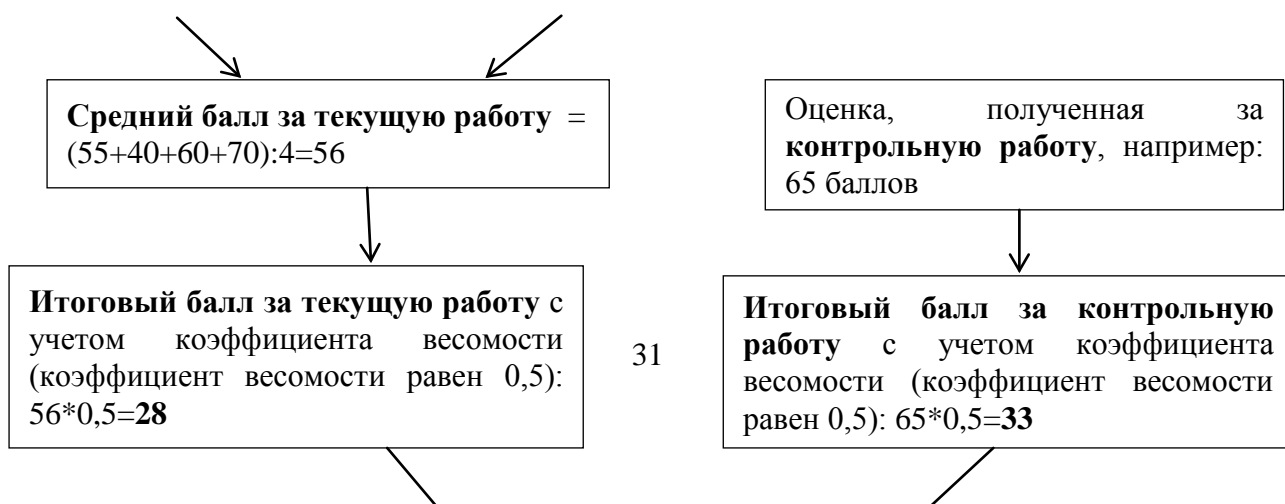 Средний балл за текущую работу =
(55+40+60+70):4=56
Оценка, полученная за
контрольную работу, например:
65 баллов
Итоговый балл за текущую работу с
учетом коэффициента весомости
(коэффициент весомости равен 0,5):
56*0,5=28
31
Итоговый балл за контрольную
работу с учетом коэффициента
весомости (коэффициент весомости
равен 0,5): 65*0,5=33